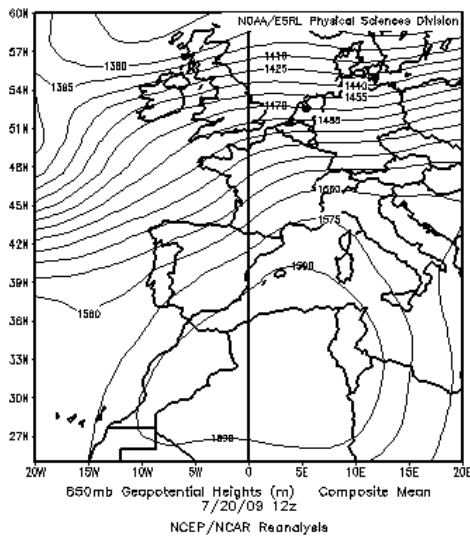 NOAA/ESRL Physical Sciences Division
60N
57N
54N
51N
48N
45N
42N
39N
36N
33N
30N
27N
1380
1395
1410
1425
1440
1455
1470
1485
1560
1575
1590
1560
1590
20W
15W
10W
5W
0
5E
10E
15E
20E
850mb Geopotential Heights (m) Composite Mean
7/20/09 12z
NCEP/NCAR Reanalysis